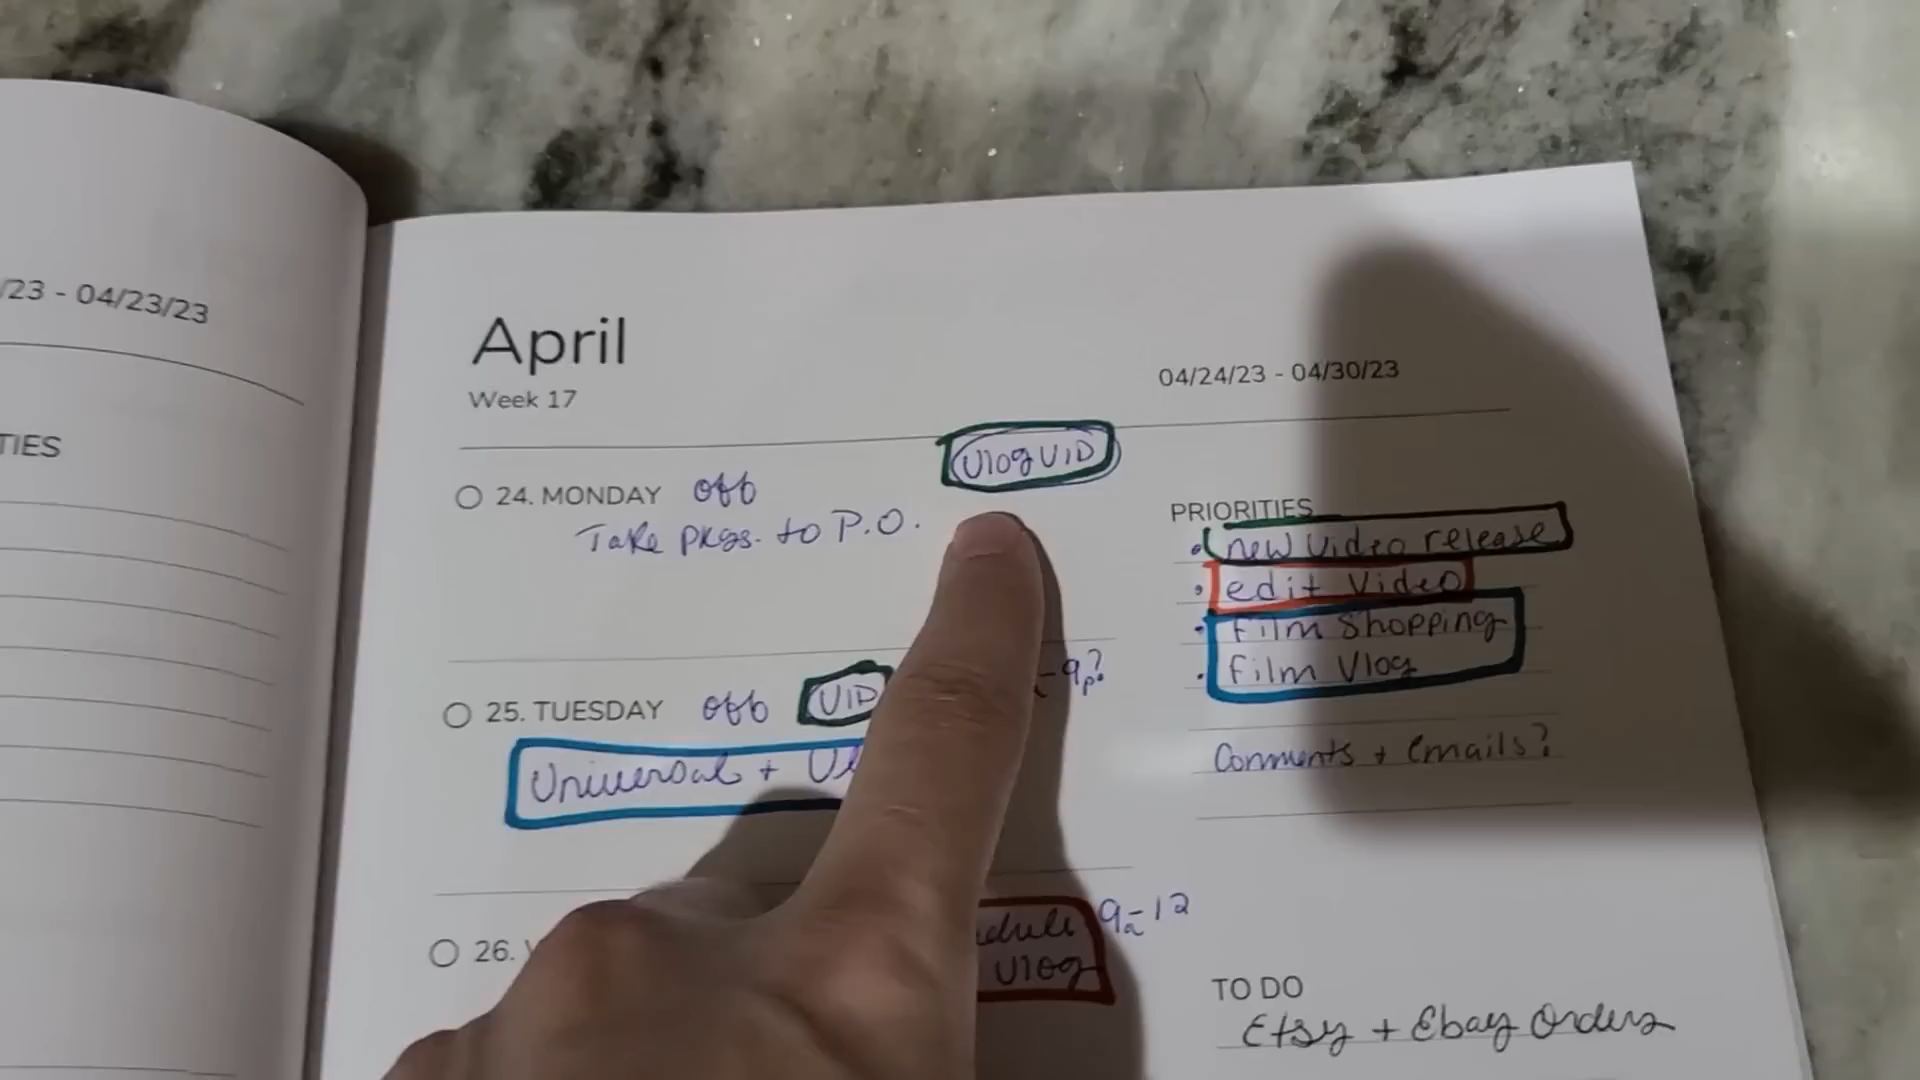 /23 - 04/23/23
TIES
April
Week 17
04/24/23 - 04/30/23
Vlog VID
24. MONDAY off
Take pkgs. to P.O.
25. TUESDAY off VID -9p?
Universal +
26. 9a-12
Vlog
PRIORITIES
• new video release
• edit Video
• Film Shopping
• Film Vlog
Comments + emails?
TO DO
Etsy + Ebay Orders